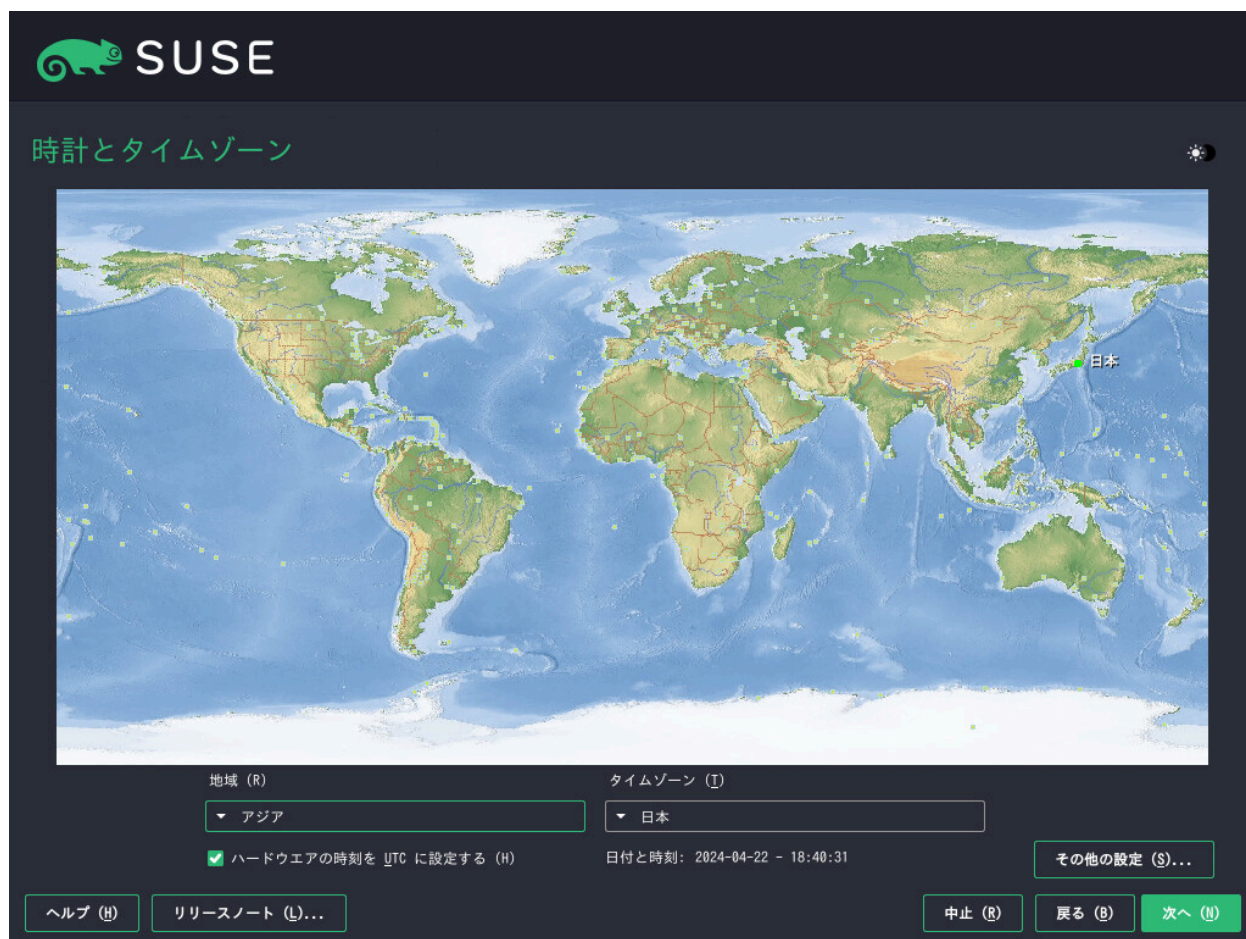 SUSE
時計とタイムゾーン
日本
地域 (R)
タイムゾーン (T)
アジア
日本
ハードウエアの時刻を UTC に設定する (H)
日付と時刻: 2024-04-22 - 18:40:31
その他の設定 (S)...
ヘルプ (H)
リリースノート (L)...
中止 (R)
戻る (B)
次へ (N)